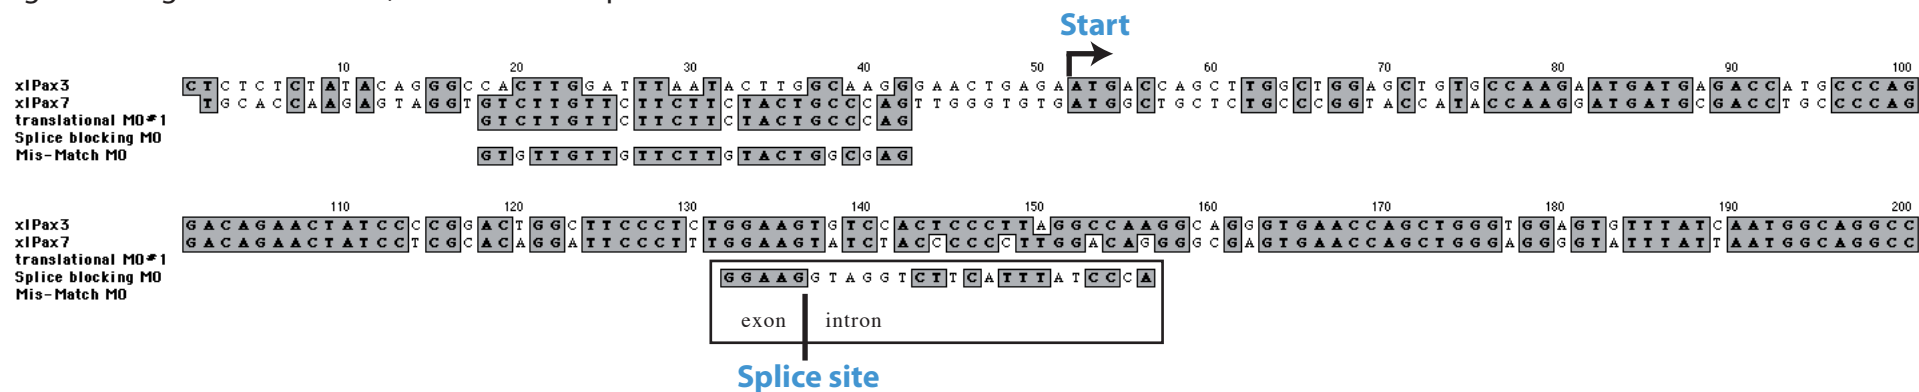 Start
10 20 30 40 50 60 70 80 90 100
xlPax3 CTCTCTCTATACAGGGCCACTTGGATTTAATACTTGGCAAGGGAACTGAGAATGACCAGCTTGGCTGGAGCTGTGCCAAGAATGATGAGACCATGCCCAG
xlPax7 TGCACCAAGAGTAGGTGTCTTGTTCTTCTTCTACTGCCCAGTTGGGTGTGATGGCTGCTCTGCCCGGTACCATACCAAGGATGATGCGACCTGCCCCAG
translational MO#1 GTCTTGTTCTTCTTCTACTGCCCAG
Splice blocking MO
Mis-Match MO GTGTTGTTGTTCTTGTACTGGCGAG
110 120 130 140 150 160 170 180 190 200
xlPax3 GACAGAACTATCCCCGGACTGGCTTCCCTCTGGAAGTGTCCACTCCCTTAGGCCAAGGCAGGGTGAACCAGCTGGGTGGAGTGTTTATCAATGGCAGGCC
xlPax7 GACAGAACTATCCTCGCACAGGATTCCCTTTGGAAGTATCTACCCCCCTTGGACAGGGGCGAGTGAACCAGCTGGGAGGGGTATTTATTAATGGCAGGCC
translational MO#1
Splice blocking MO GGAAGGTAGGTCTTCATTTATCCCA
Mis-Match MO
exon intron
Splice site